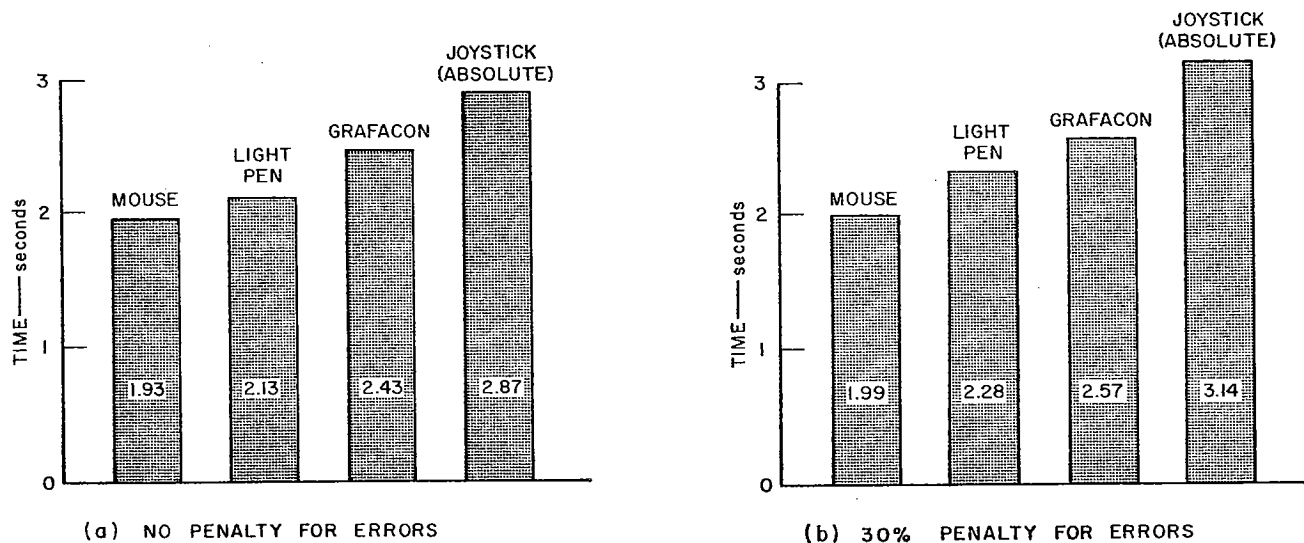 JOYSTICK
(ABSOLUTE)
3
GRAFACON
LIGHT
PEN
MOUSE
2
TIME—seconds
1
1.93
2.13
2.43
2.87
0
(a) NO PENALTY FOR ERRORS
JOYSTICK
(ABSOLUTE)
3
GRAFACON
LIGHT
PEN
MOUSE
2
TIME—seconds
1
1.99
2.28
2.57
3.14
0
(b) 30% PENALTY FOR ERRORS